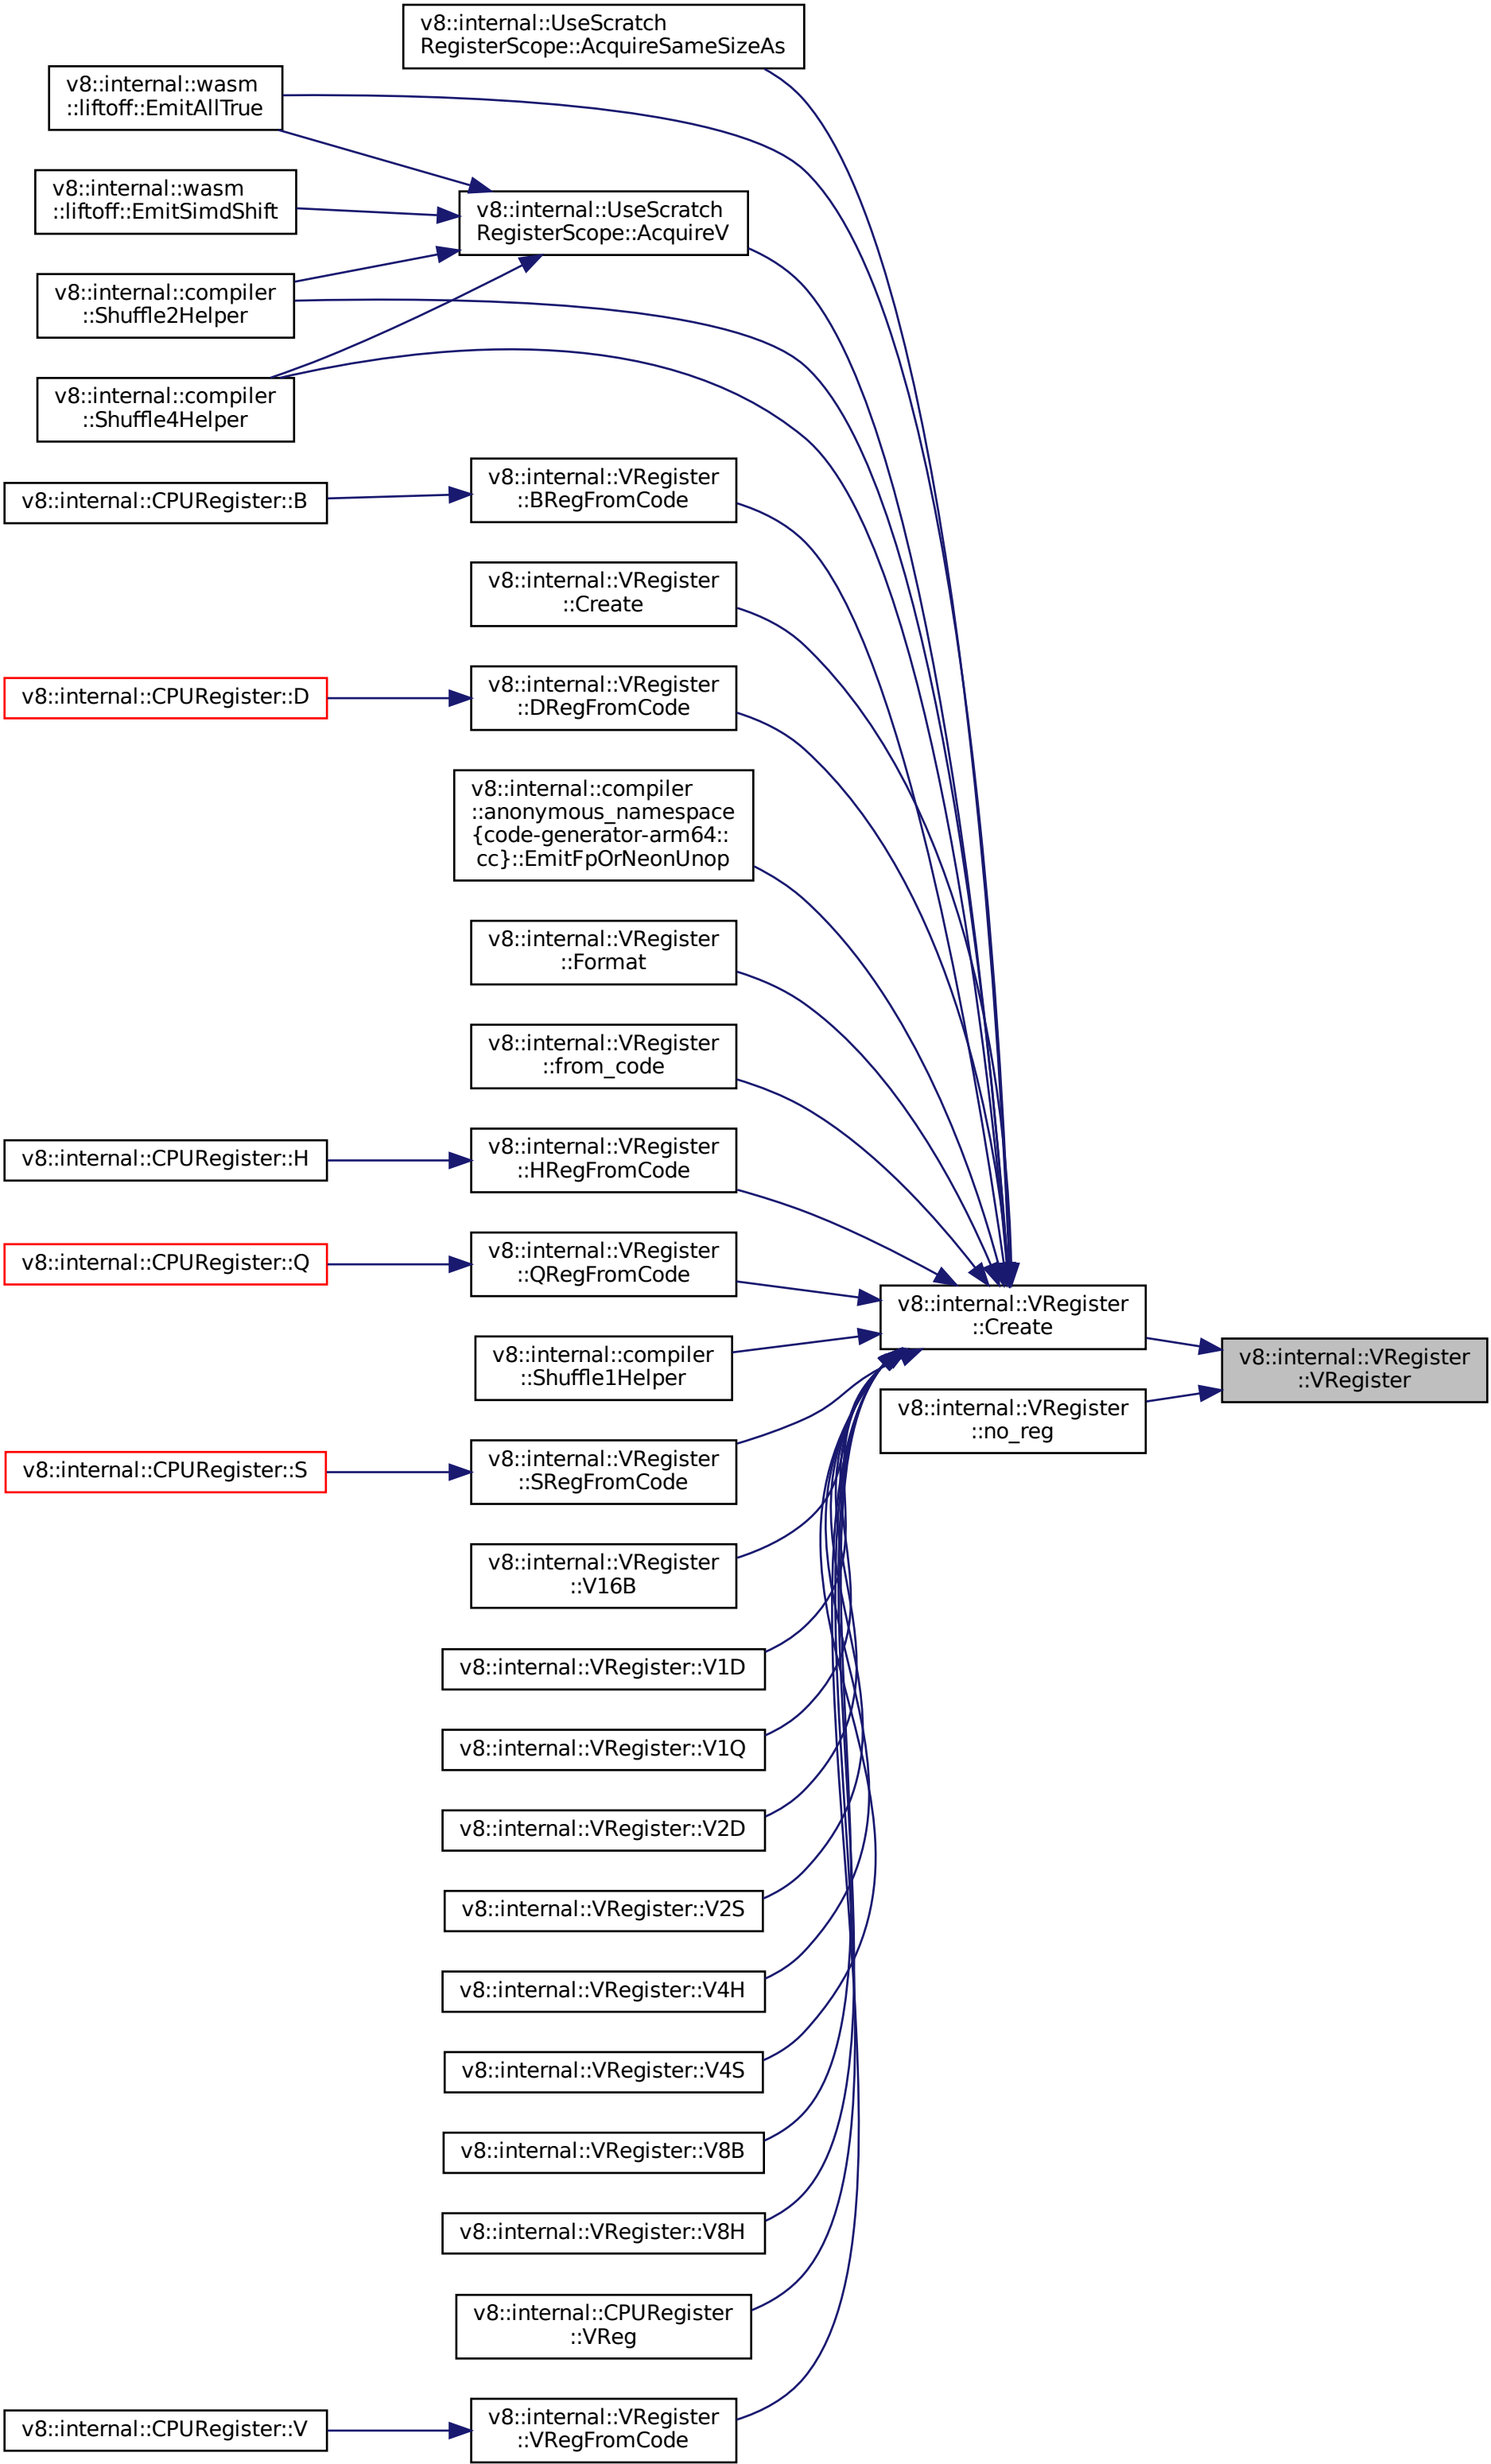 v8::internal::UseScratch
RegisterScope::AcquireSameSizeAs
v8::internal::wasm
::liftoff::EmitAllTrue
v8::internal::wasm
::liftoff::EmitSimdShift
v8::internal::UseScratch
RegisterScope::AcquireV
v8::internal::compiler
::Shuffle2Helper
v8::internal::compiler
::Shuffle4Helper
v8::internal::VRegister
::BRegFromCode
v8::internal::CPURegister::B
v8::internal::VRegister
::Create
v8::internal::VRegister
::DRegFromCode
v8::internal::CPURegister::D
v8::internal::compiler
::anonymous_namespace
{code-generator-arm64::
cc}::EmitFpOrNeonUnop
v8::internal::VRegister
::Format
v8::internal::VRegister
::from_code
v8::internal::VRegister
::HRegFromCode
v8::internal::CPURegister::H
v8::internal::VRegister
::QRegFromCode
v8::internal::CPURegister::Q
v8::internal::VRegister
::Create
v8::internal::VRegister
::VRegister
v8::internal::compiler
::Shuffle1Helper
v8::internal::VRegister
::no_reg
v8::internal::VRegister
::SRegFromCode
v8::internal::CPURegister::S
v8::internal::VRegister
::V16B
v8::internal::VRegister::V1D
v8::internal::VRegister::V1Q
v8::internal::VRegister::V2D
v8::internal::VRegister::V2S
v8::internal::VRegister::V4H
v8::internal::VRegister::V4S
v8::internal::VRegister::V8B
v8::internal::VRegister::V8H
v8::internal::CPURegister
::VReg
v8::internal::VRegister
::VRegFromCode
v8::internal::CPURegister::V